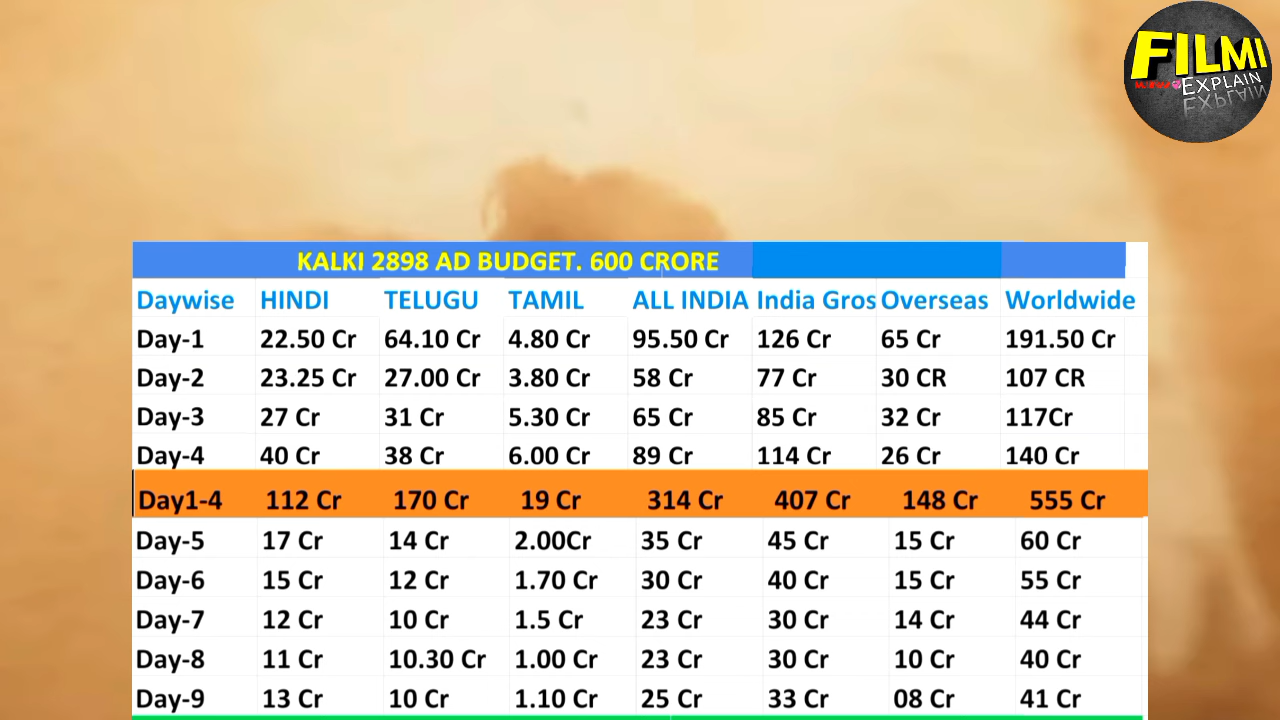 FILMI
EXPLAIN
KALKI 2898 AD BUDGET. 600 CRORE
Daywise HINDI TELUGU TAMIL ALL INDIA India Gros Overseas Worldwide
Day-1 22.50 Cr 64.10 Cr 4.80 Cr 95.50 Cr 126 Cr 65 Cr 191.50 Cr
Day-2 23.25 Cr 27.00 Cr 3.80 Cr 58 Cr 77 Cr 30 CR 107 CR
Day-3 27 Cr 31 Cr 5.30 Cr 65 Cr 85 Cr 32 Cr 117Cr
Day-4 40 Cr 38 Cr 6.00 Cr 89 Cr 114 Cr 26 Cr 140 Cr
Day1-4 112 Cr 170 Cr 19 Cr 314 Cr 407 Cr 148 Cr 555 Cr
Day-5 17 Cr 14 Cr 2.00Cr 35 Cr 45 Cr 15 Cr 60 Cr
Day-6 15 Cr 12 Cr 1.70 Cr 30 Cr 40 Cr 15 Cr 55 Cr
Day-7 12 Cr 10 Cr 1.5 Cr 23 Cr 30 Cr 14 Cr 44 Cr
Day-8 11 Cr 10.30 Cr 1.00 Cr 23 Cr 30 Cr 10 Cr 40 Cr
Day-9 13 Cr 10 Cr 1.10 Cr 25 Cr 33 Cr 08 Cr 41 Cr